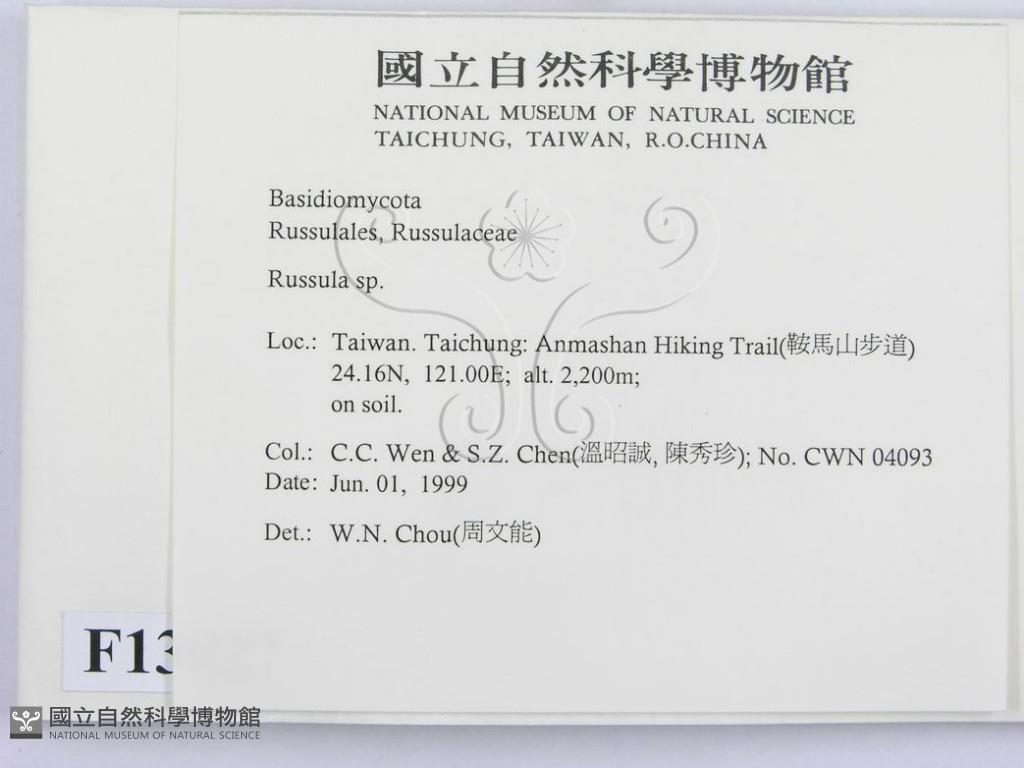 國立自然科學博物館
NATIONAL MUSEUM OF NATURAL SCIENCE
TAICHUNG, TAIWAN, R.O.CHINA
Basidiomycota
Russulales, Russulaceae
Russula sp.
Loc.: Taiwan. Taichung: Anmashan Hiking Trail(鞍馬山步道)
24.16N, 121.00E; alt. 2,200m;
on soil.
Col.: C.C. Wen & S.Z. Chen(溫昭誠, 陳秀珍); No. CWN 04093
Date: Jun. 01, 1999
Det.: W.N. Chou(周文能)
F13
國立自然科學博物館
NATIONAL MUSEUM OF NATURAL SCIENCE